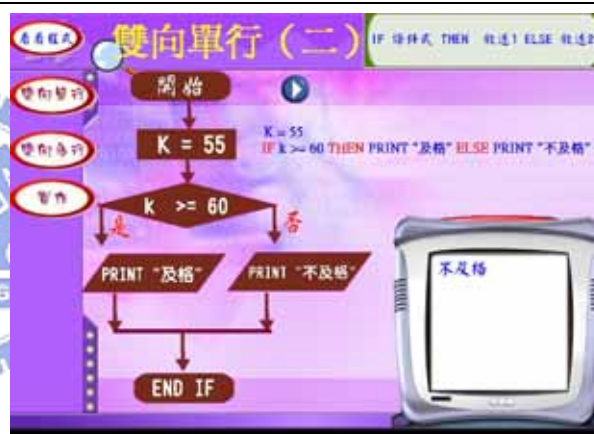 看看程式
雙向單行（二）
IF 條件式 THEN 敘述1 ELSE 敘述2
雙向單行
雙向多行
實作
開始
K = 55
K = 55
IF k >= 60 THEN PRINT "及格" ELSE PRINT "不及格"
k >= 60
是
否
PRINT "及格"
PRINT "不及格"
不及格
END IF